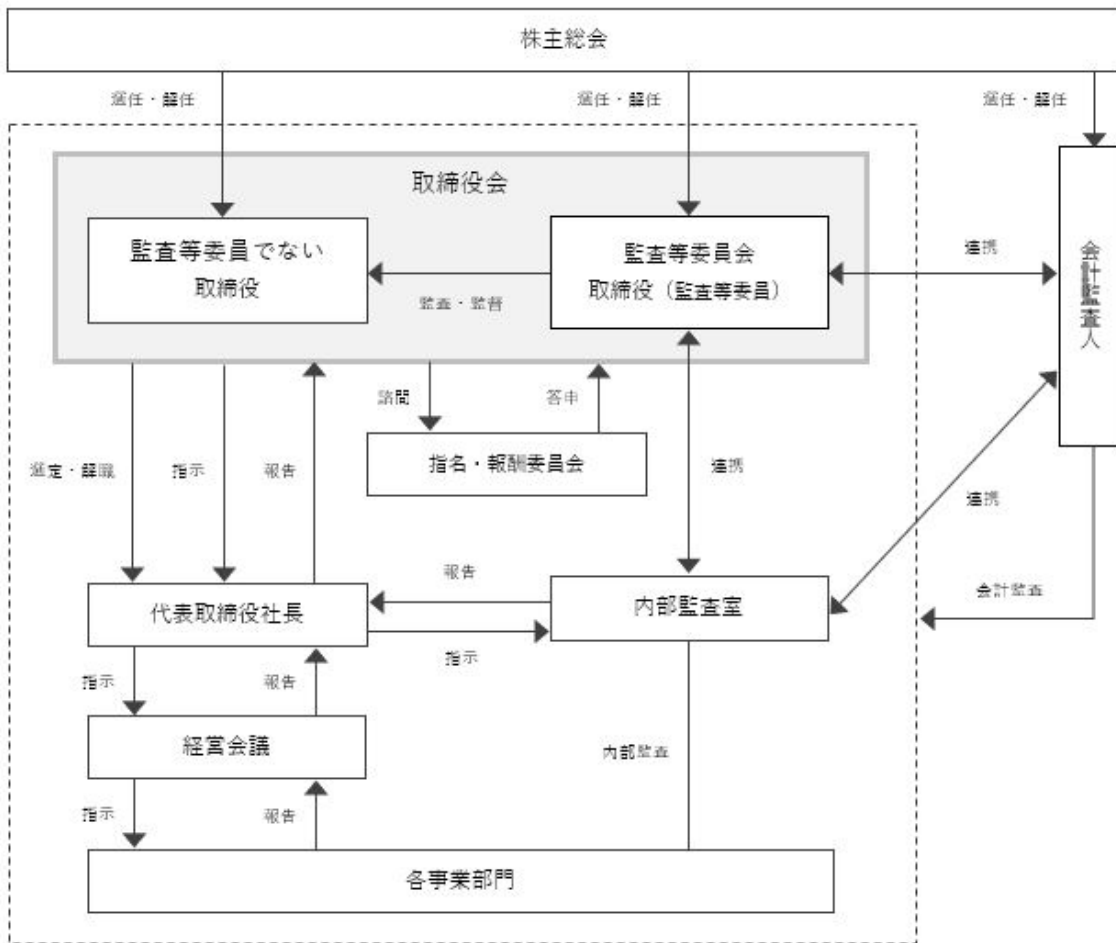 株主総会
選任・解任
選任・解任
選任・解任
取締役会
監査等委員でない
取締役
監査等委員会
取締役（監査等委員）
監査・監督
連携
会計監査人
諮問
答申
指名・報酬委員会
選定・解職
指示
報告
連携
連携
報告
代表取締役社長
内部監査室
会計監査
指示
指示
報告
経営会議
内部監査
指示
報告
各事業部門